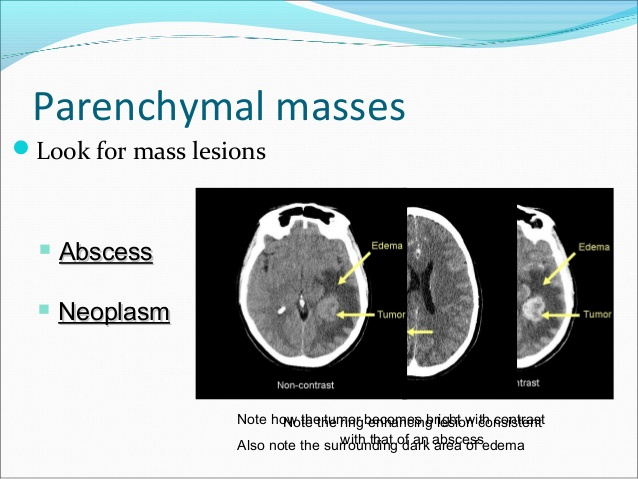 Parenchymal masses
Look for mass lesions
Abscess
Neoplasm
Edema
Tumor
Non-contrast
Edema
Tumor
ntrast
Note how the tumor becomes bright with contrast
Note the ring enhancing lesion consistent
with that of an abscess
Also note the surrounding dark area of edema